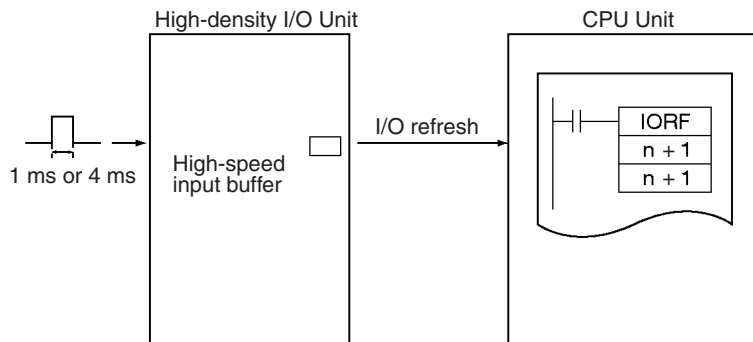 High-density I/O Unit
CPU Unit
1 ms or 4 ms
High-speed
input buffer
I/O refresh
IORF
n + 1
n + 1